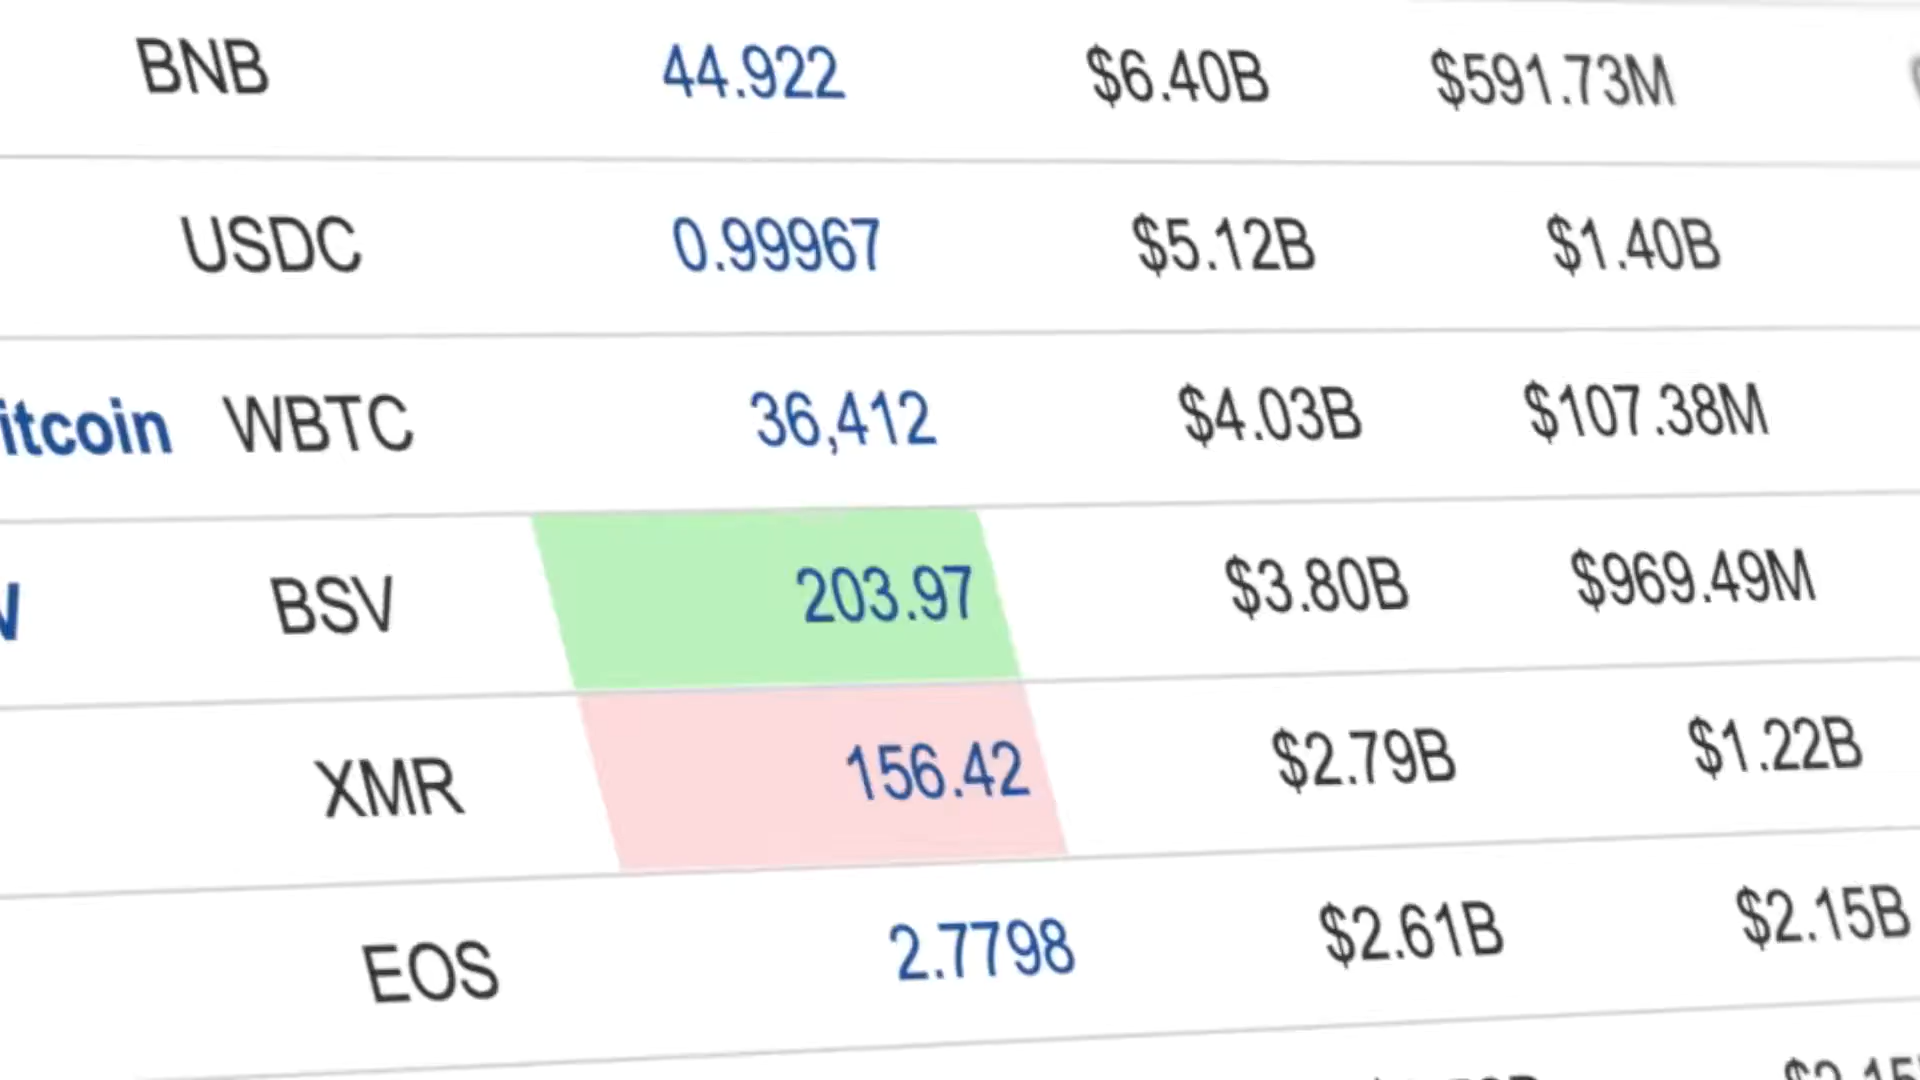 BNB 44.922 $6.40B $591.73M
USDC 0.99967 $5.12B $1.40B
itcoin WBTC 36,412 $4.03B $107.38M
BSV 203.97 $3.80B $969.49M
XMR 156.42 $2.79B $1.22B
EOS 2.7798 $2.61B $2.15B